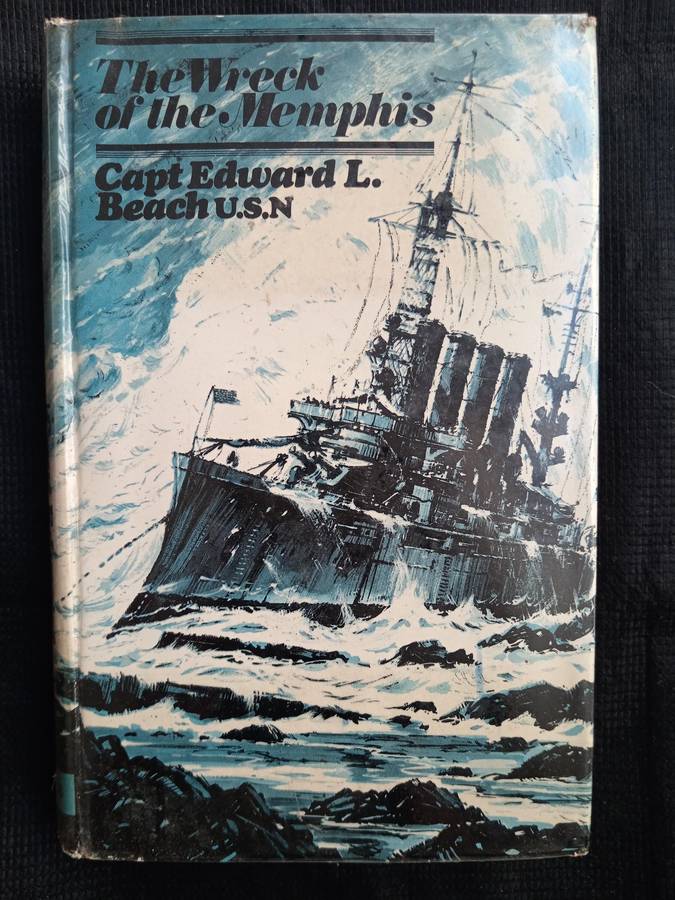 The Wreck
of the Memphis
Capt Edward L.
Beach U.S.N